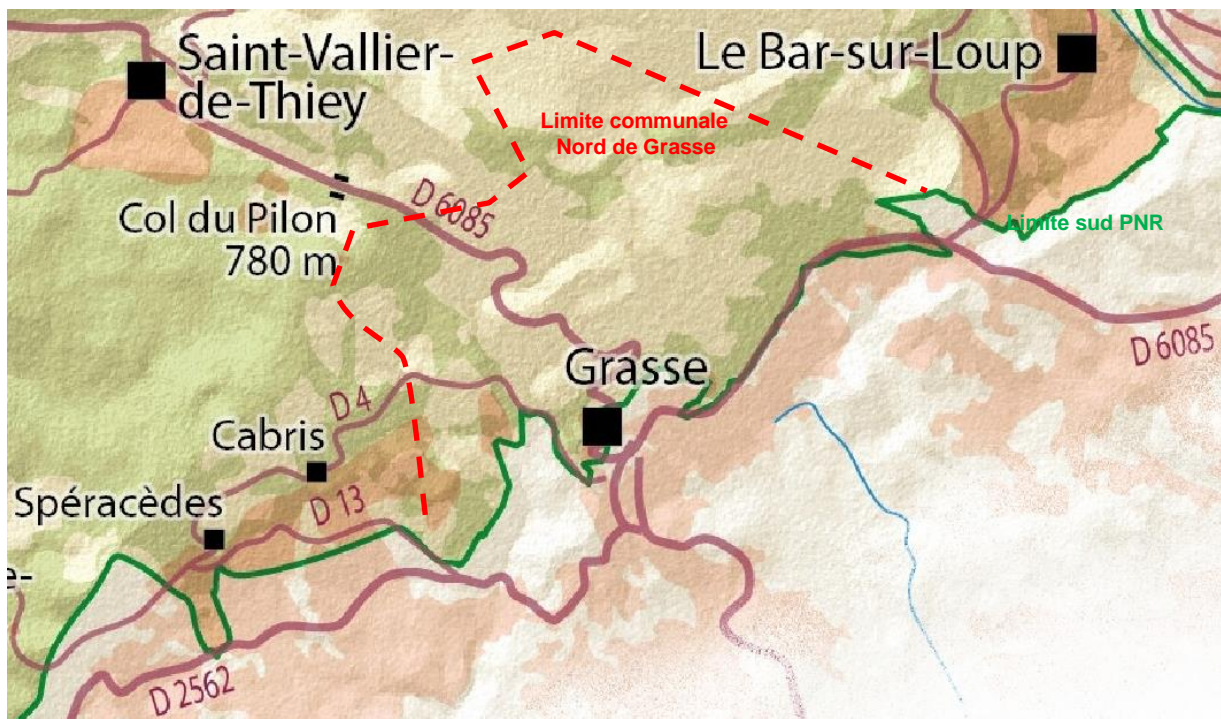 Saint-Vallier-
de-Thiey
Le Bar-sur-Loup
Limite communale
Nord de Grasse
Col du Pilon
780 m
D 6085
Limite sud PNR
D 6085
Grasse
D 4
Cabris
D 13
Spéracèdes
e-
D 2562